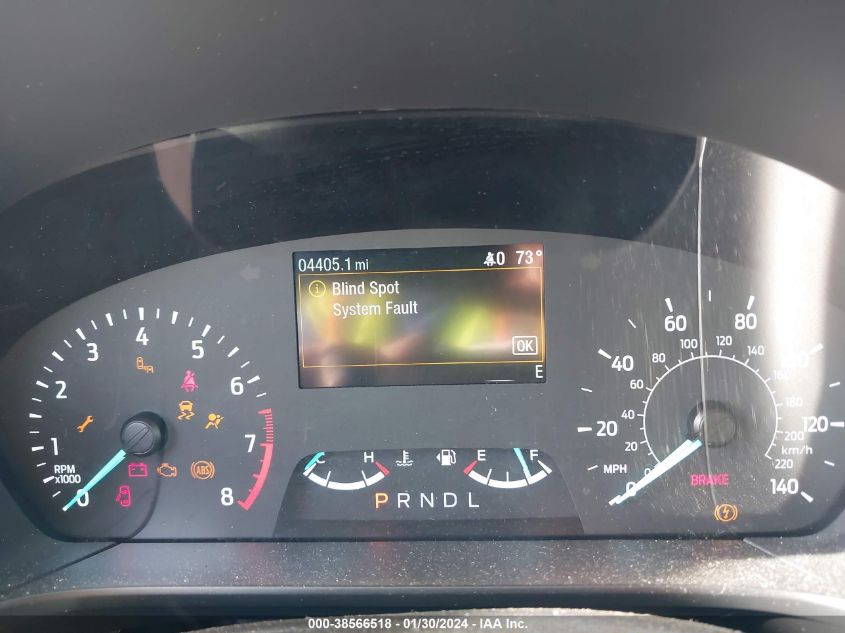 04405.1 mi
0 73°
Blind Spot
System Fault
OK
E
0 1 2 3 4 5 6 7 8
RPM
x1000
ABS
C H
E F
P R N D L
0 20 40 60 80 120 140
MPH
0 20 40 60 80 100 120 140 160 180 200 220
km/h
BRAKE
000-38566518 - 01/30/2024 - IAA Inc.